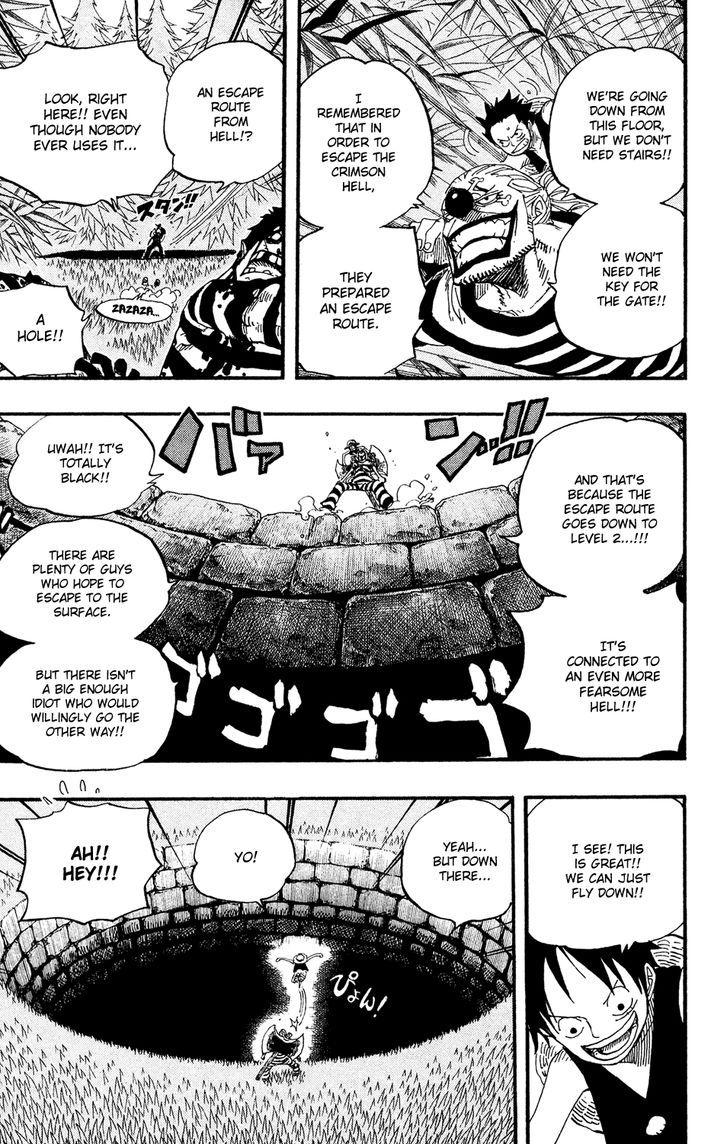 WE'RE GOING
DOWN FROM
THIS FLOOR,
BUT WE DON'T
NEED STAIRS!!
WE WON'T
NEED THE KEY
FOR THE
GATE!!
I
REMEMBERED
THAT IN
ORDER TO
ESCAPE THE
CRIMSON
HELL,
THEY
PREPARED
AN ESCAPE
ROUTE.
AN ESCAPE
ROUTE
FROM
HELL!?
LOOK, RIGHT
HERE!! EVEN
THOUGH NOBODY
EVER USES IT...
スタン!!
ZAZAZA...
A
HOLE!!
バァーン!!
AND THAT'S
BECAUSE THE
ESCAPE ROUTE
GOES DOWN TO
LEVEL 2...!!!
IT'S
CONNECTED TO
AN EVEN MORE
FEARSOME
HELL!!!
UWAH!! IT'S
TOTALLY
BLACK!!
THERE ARE
PLENTY OF GUYS
WHO HOPE TO
ESCAPE TO THE
SURFACE.
BUT THERE ISN'T
A BIG ENOUGH
IDIOT WHO WOULD
WILLINGLY GO THE
OTHER WAY!!
ゴゴゴゴ
I SEE! THIS
IS GREAT!!
WE CAN JUST
FLY DOWN!!
YEAH...
BUT DOWN
THERE...
YO!
ぴょん!
AH!!
HEY!!!